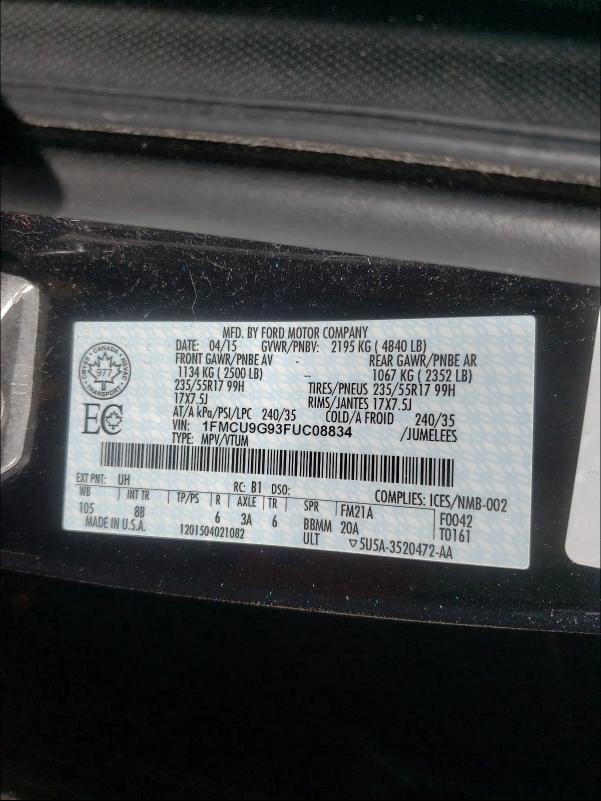 MFD. BY FORD MOTOR COMPANY
DATE: 04/15 GVWR/PNBV: 2195 KG ( 4840 LB)
FRONT GAWR/PNBE AV - REAR GAWR/PNBE AR
1134 KG ( 2500 LB) 1067 KG ( 2352 LB)
235/55R17 99H TIRES/PNEUS 235/55R17 99H
17X7.5J RIMS/JANTES 17X7.5J
AT/A kPa/PSI/LPC 240/35 COLD/A FROID 240/35
VIN: 1FMCU9G93FUC08834 /JUMELEES
TYPE: MPV/VTUM
CANADA
977
EC
EXT PNT: UH RC: B1 DSO: COMPLIES: ICES/NMB-002
WB INT TR TP/PS R AXLE TR SPR FM21A F0042
105 8B 6 3A 6 BBMM 20A T0161
MADE IN U.S.A. 1201504021082 ULT ▽5U5A-3520472-AA